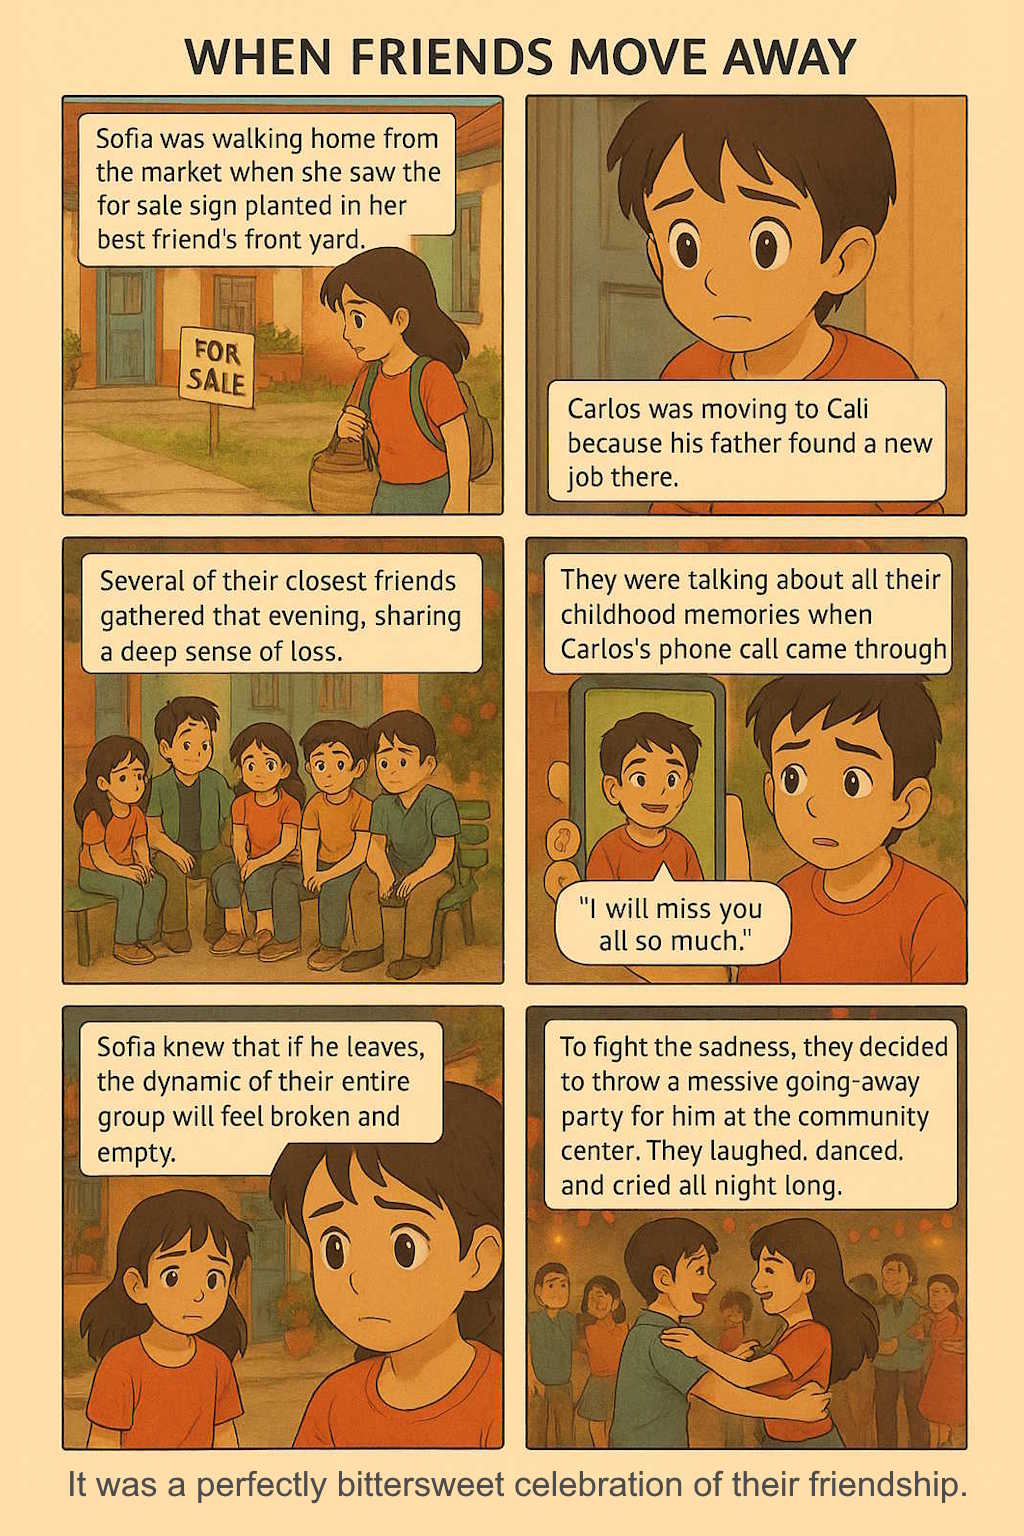 WHEN FRIENDS MOVE AWAY
Sofia was walking home from
the market when she saw the
for sale sign planted in her
best friend's front yard.
FOR
SALE
Carlos was moving to Cali
because his father found a new
job there.
Several of their closest friends
gathered that evening, sharing
a deep sense of loss.
They were talking about all their
childhood memories when
Carlos's phone call came through
"I will miss you
all so much."
Sofia knew that if he leaves,
the dynamic of their entire
group will feel broken and
empty.
To fight the sadness, they decided
to throw a messive going-away
party for him at the community
center. They laughed. danced.
and cried all night long.
It was a perfectly bittersweet celebration of their friendship.